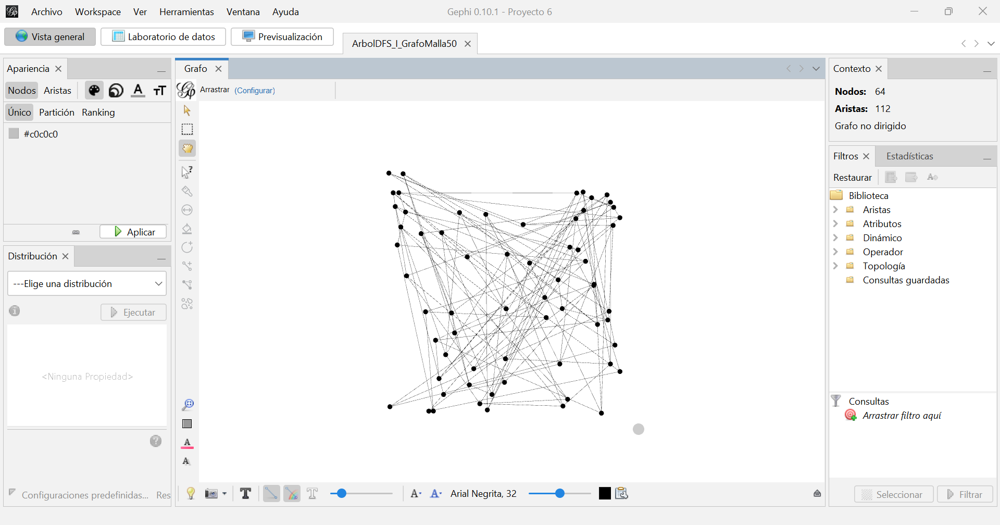 Archivo Workspace Ver Herramientas Ventana Ayuda Gephi 0.10.1 - Proyecto 6
Vista general Laboratorio de datos Previsualización ArbolDFS_I_GrafoMalla50
Apariencia
Nodos Aristas
Único Partición Ranking
#c0c0c0
Aplicar
Distribución
---Elige una distribución
Ejecutar
<Ninguna Propiedad>
Configuraciones predefinidas... Res
Grafo
Arrastrar (Configurar)
Arial Negrita, 32
Contexto
Nodos: 64
Aristas: 112
Grafo no dirigido
Filtros Estadísticas
Restaurar
Biblioteca
Aristas
Atributos
Dinámico
Operador
Topología
Consultas guardadas
Consultas
Arrastrar filtro aquí
Seleccionar Filtrar